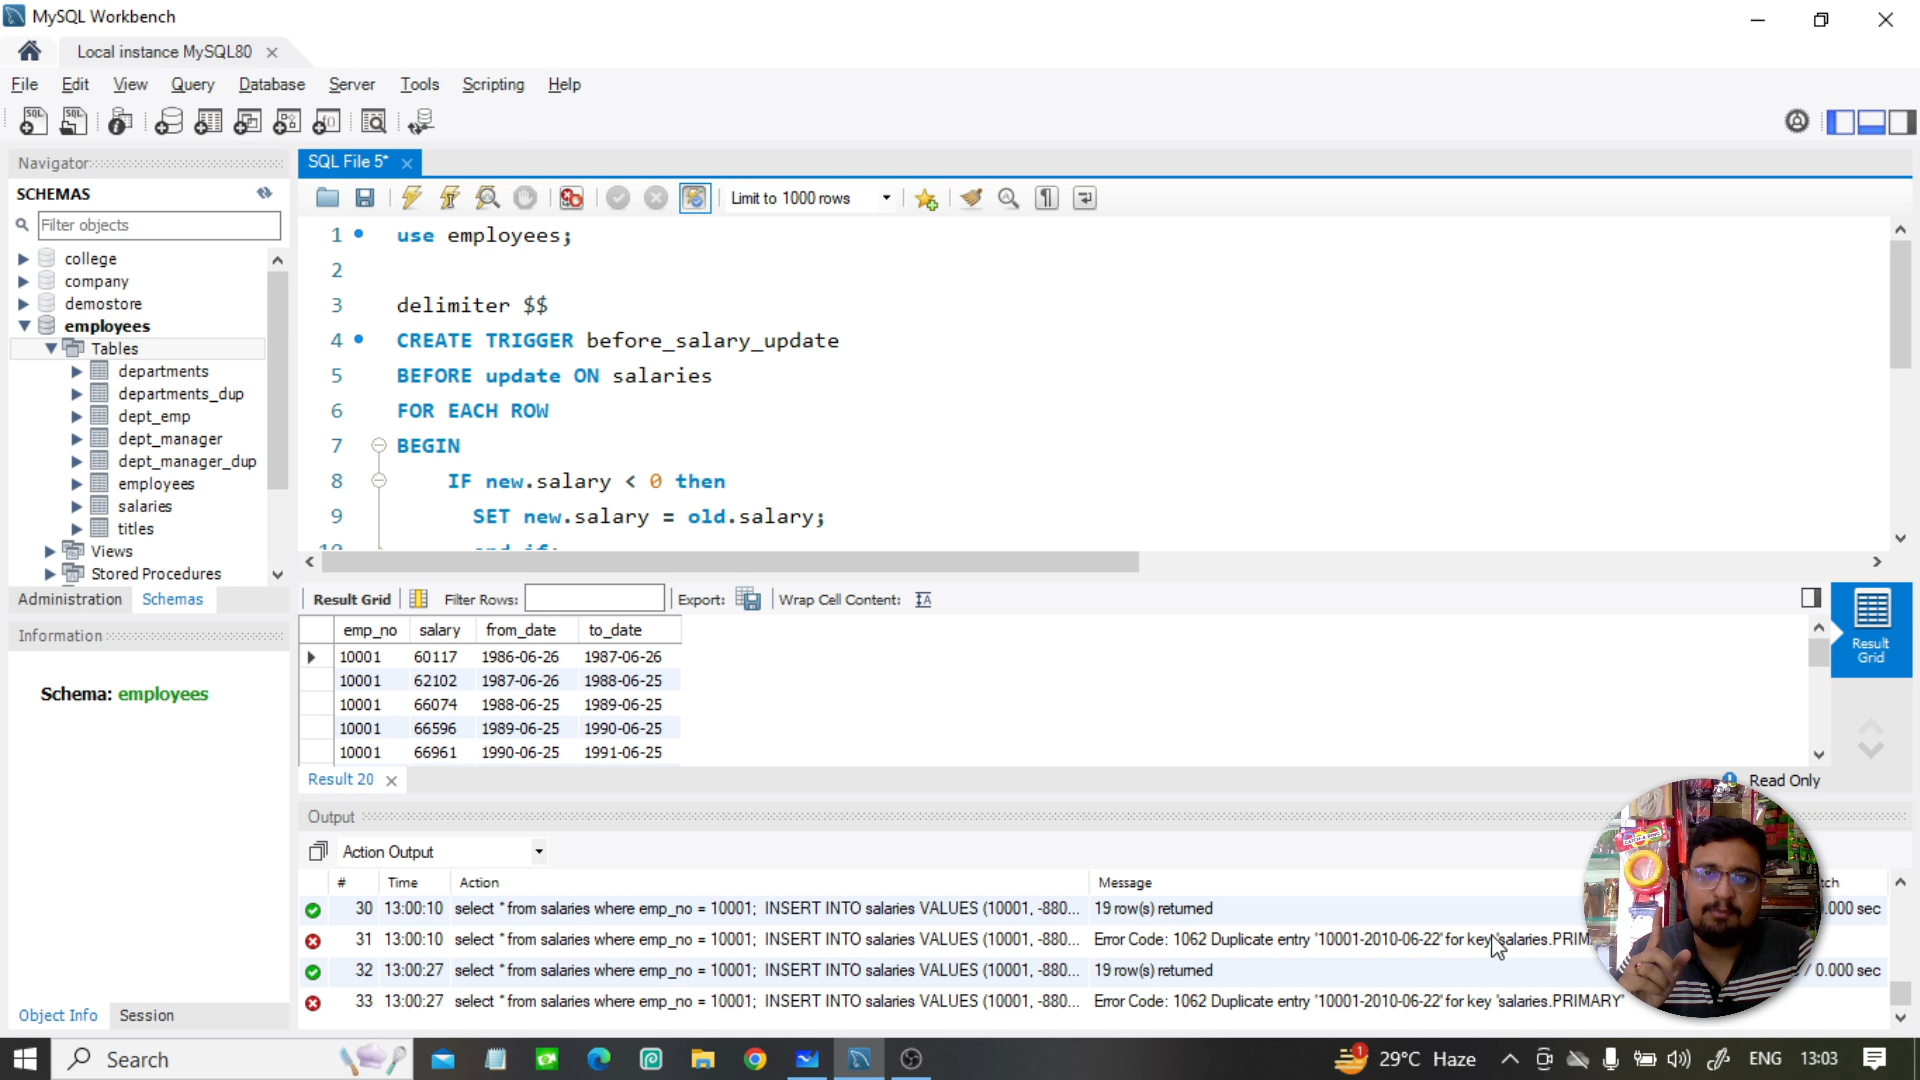 MySQL Workbench
Local instance MySQL80
File Edit View Query Database Server Tools Scripting Help
Navigator
SCHEMAS
Filter objects
college
company
demostore
employees
Tables
departments
departments_dup
dept_emp
dept_manager
dept_manager_dup
employees
salaries
titles
Views
Stored Procedures
Administration Schemas
Information
Schema: employees
Object Info Session
SQL File 5*
Limit to 1000 rows
1 use employees;
2
3 delimiter $$
4 CREATE TRIGGER before_salary_update
5 BEFORE update ON salaries
6 FOR EACH ROW
7 BEGIN
8 IF new.salary < 0 then
9 SET new.salary = old.salary;
10 end if;
Result Grid Filter Rows: Export: Wrap Cell Content:
emp_no salary from_date to_date
10001 60117 1986-06-26 1987-06-26
10001 62102 1987-06-26 1988-06-25
10001 66074 1988-06-25 1989-06-25
10001 66596 1989-06-25 1990-06-25
10001 66961 1990-06-25 1991-06-25
Result Grid
Result 20
Read Only
Output
Action Output
# Time Action Message tch
30 13:00:10 select * from salaries where emp_no = 10001; INSERT INTO salaries VALUES (10001, -880... 19 row(s) returned 0.000 sec
31 13:00:10 select * from salaries where emp_no = 10001; INSERT INTO salaries VALUES (10001, -880... Error Code: 1062 Duplicate entry '10001-2010-06-22' for key 'salaries.PRIM
32 13:00:27 select * from salaries where emp_no = 10001; INSERT INTO salaries VALUES (10001, -880... 19 row(s) returned / 0.000 sec
33 13:00:27 select * from salaries where emp_no = 10001; INSERT INTO salaries VALUES (10001, -880... Error Code: 1062 Duplicate entry '10001-2010-06-22' for key 'salaries.PRIMARY'
Search
1 29°C Haze ENG 13:03